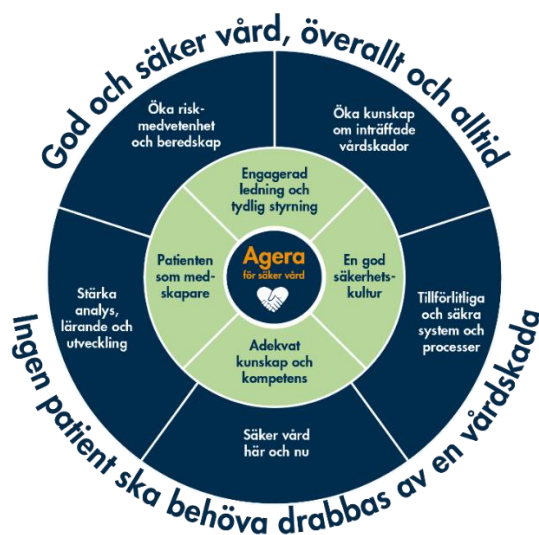 God och säker vård, överallt och alltid
Öka risk-
medvetenhet
och beredskap
Öka kunskap
om inträffade
vårdskador
Engagerad
ledning och
tydlig styrning
Patienten
som med-
skapare
Agera
för säker vård
En god
säkerhets-
kultur
Stärka
analys,
lärande och
utveckling
Tillförlitliga
och säkra
system och
processer
Adekvat
kunskap och
kompetens
Säker vård
här och nu
Ingen patient ska behöva drabbas av en vårdskada